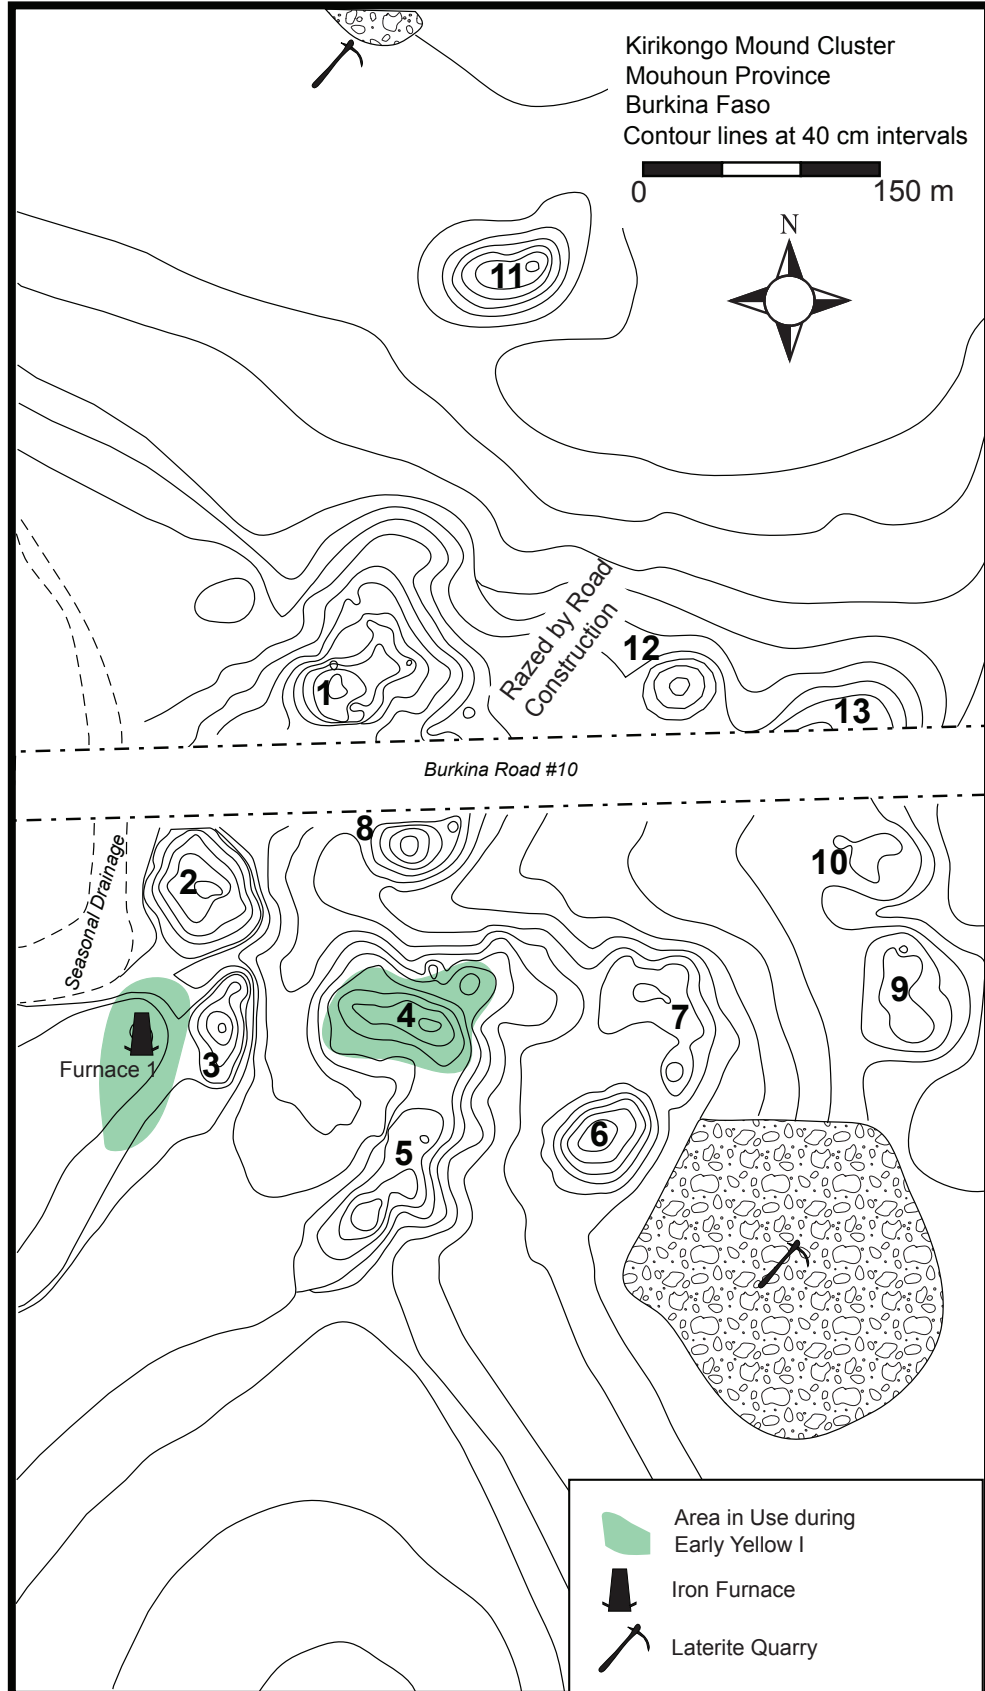 Kirikongo Mound Cluster
Mouhoun Province
Burkina Faso
Contour lines at 40 cm intervals
0
150 m
N
11
Razed by Road
Construction
12
1
13
Burkina Road #10
8
10
2
Seasonal Drainage
9
4
7
Furnace 1
3
6
5
Area in Use during
Early Yellow I
Iron Furnace
Laterite Quarry